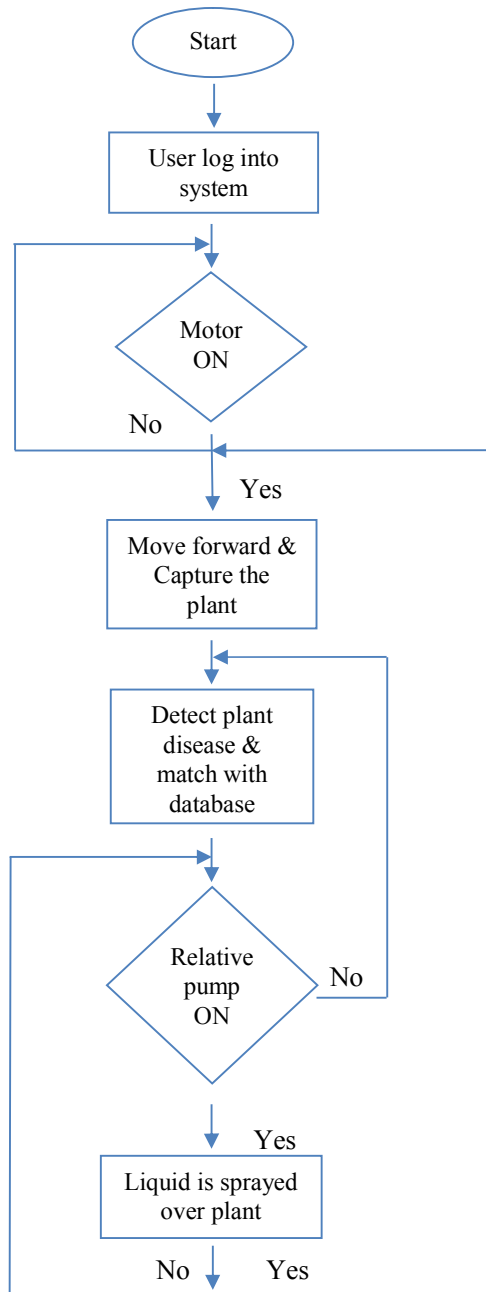 Start
User log into
system
Motor
ON
No
Yes
Move forward &
Capture the
plant
Detect plant
disease &
match with
database
Relative
pump
ON
No
Yes
Liquid is sprayed
over plant
No
Yes